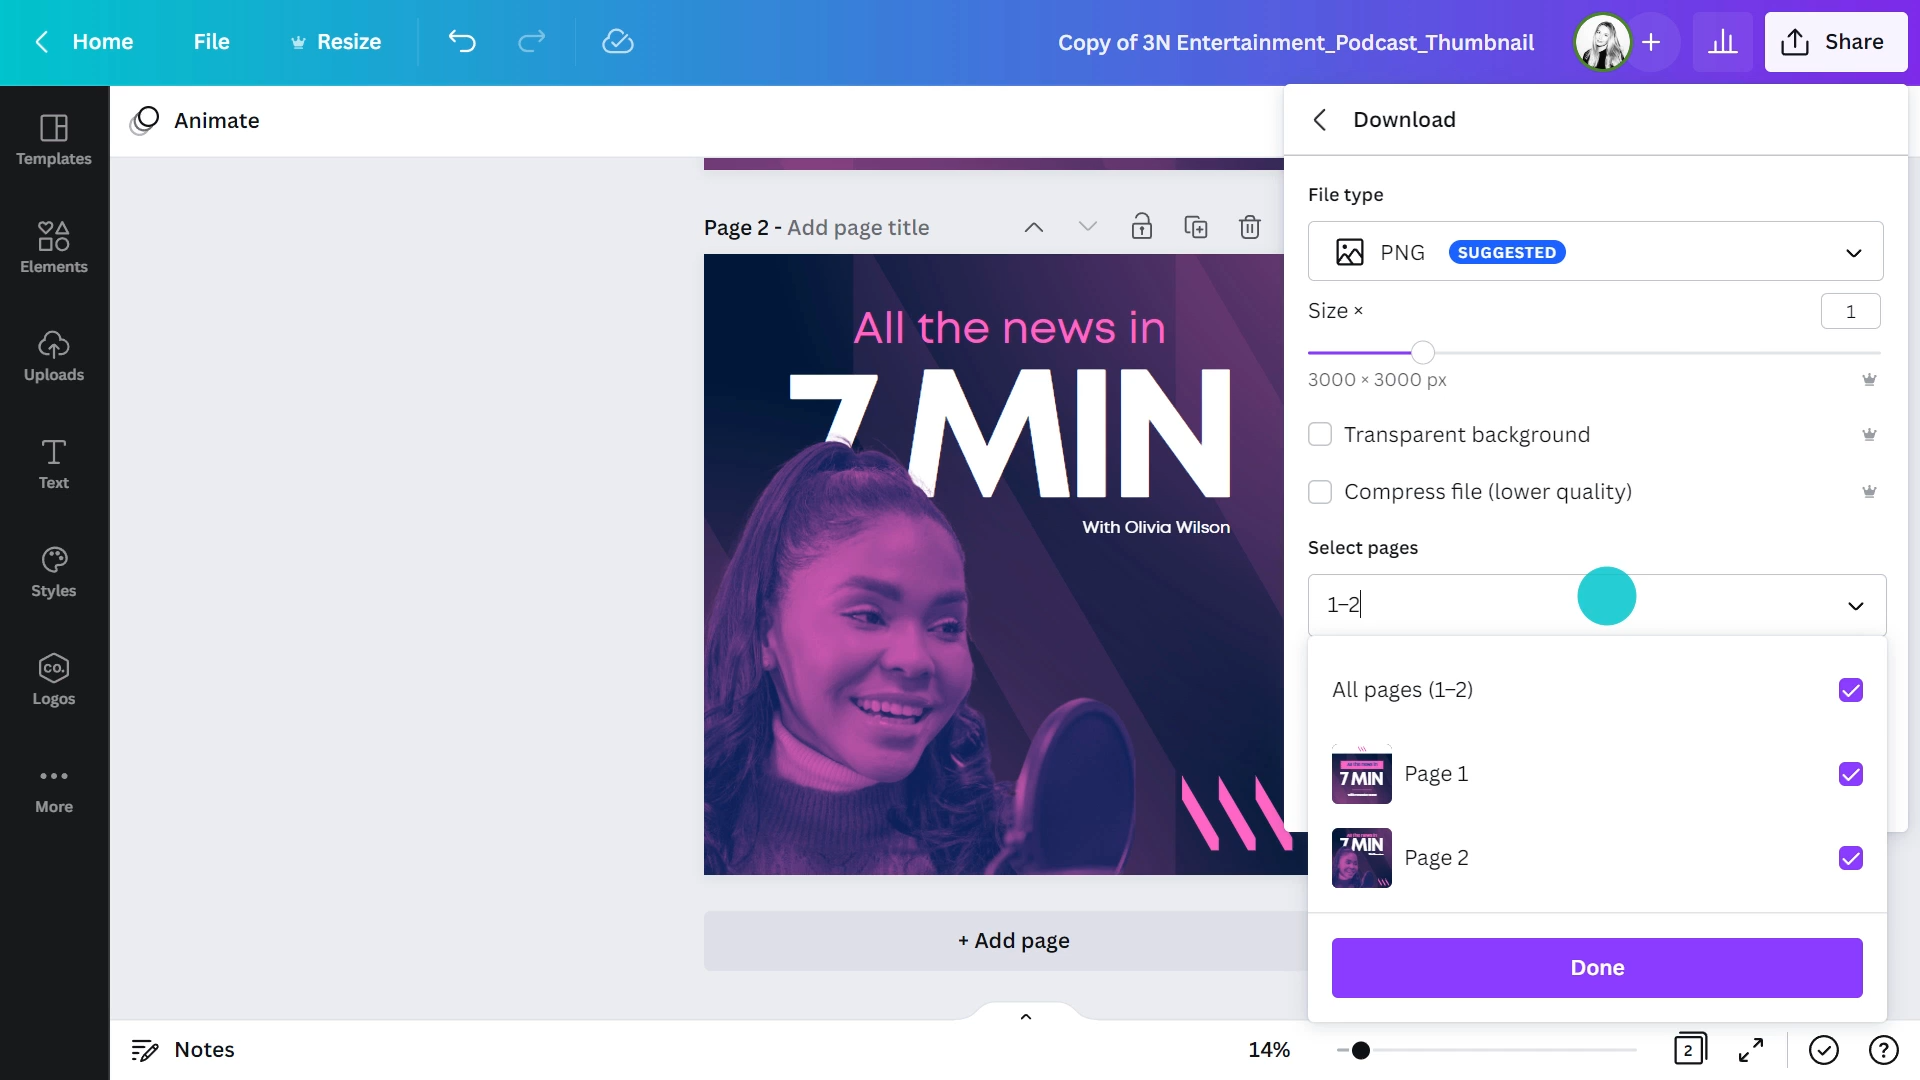 Home
File
Resize
Copy of 3N Entertainment_Podcast_Thumbnail
Share
Templates
Elements
Uploads
Text
Styles
co.
Logos
More
Animate
Page 2 - Add page title
All the news in
7 MIN
With Olivia Wilson
+ Add page
Download
File type
PNG SUGGESTED
Size ×
1
3000 × 3000 px
Transparent background
Compress file (lower quality)
Select pages
1–2
All pages (1–2)
7 MIN
Page 1
7 MIN
Page 2
Done
Notes
14%
2